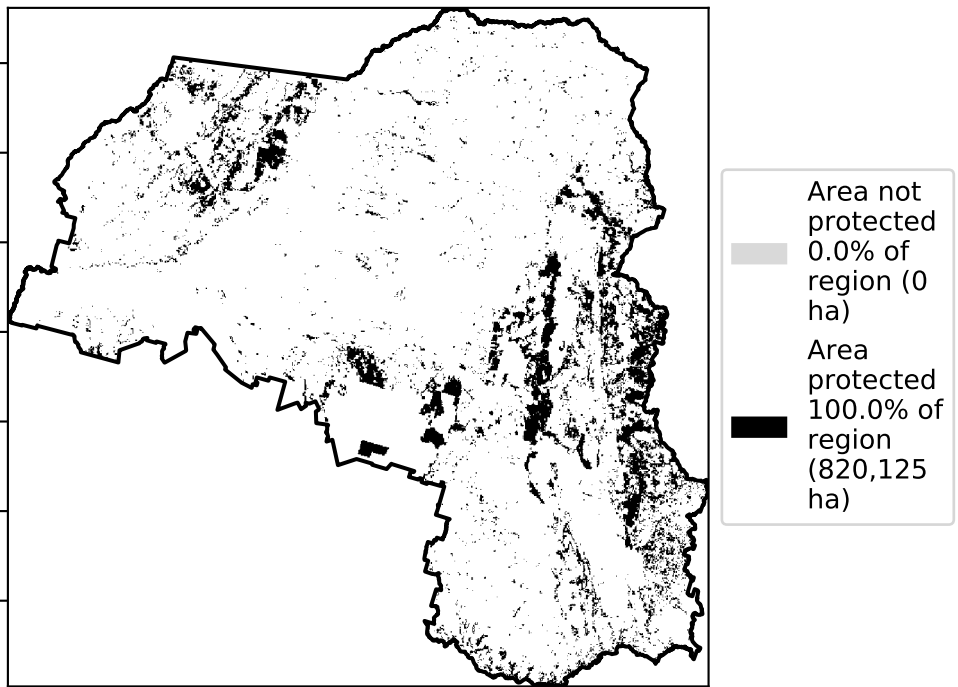 Area not
protected
0.0% of
region (0
ha)
Area
protected
100.0% of
region
(820,125
ha)